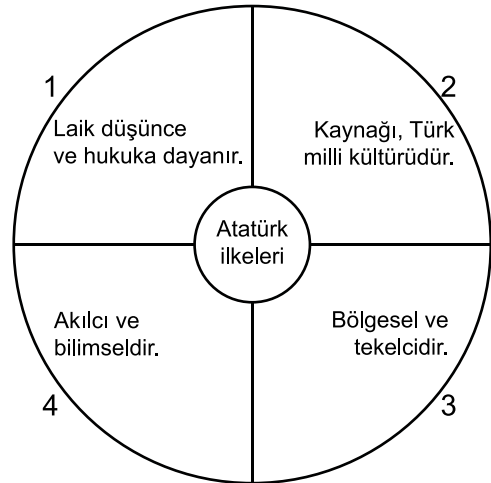 1
Laik düşünce
ve hukuka dayanır.
2
Kaynağı, Türk
milli kültürüdür.
Atatürk
ilkeleri
Akılcı ve
bilimseldir.
4
Bölgesel ve
tekelcidir.
3